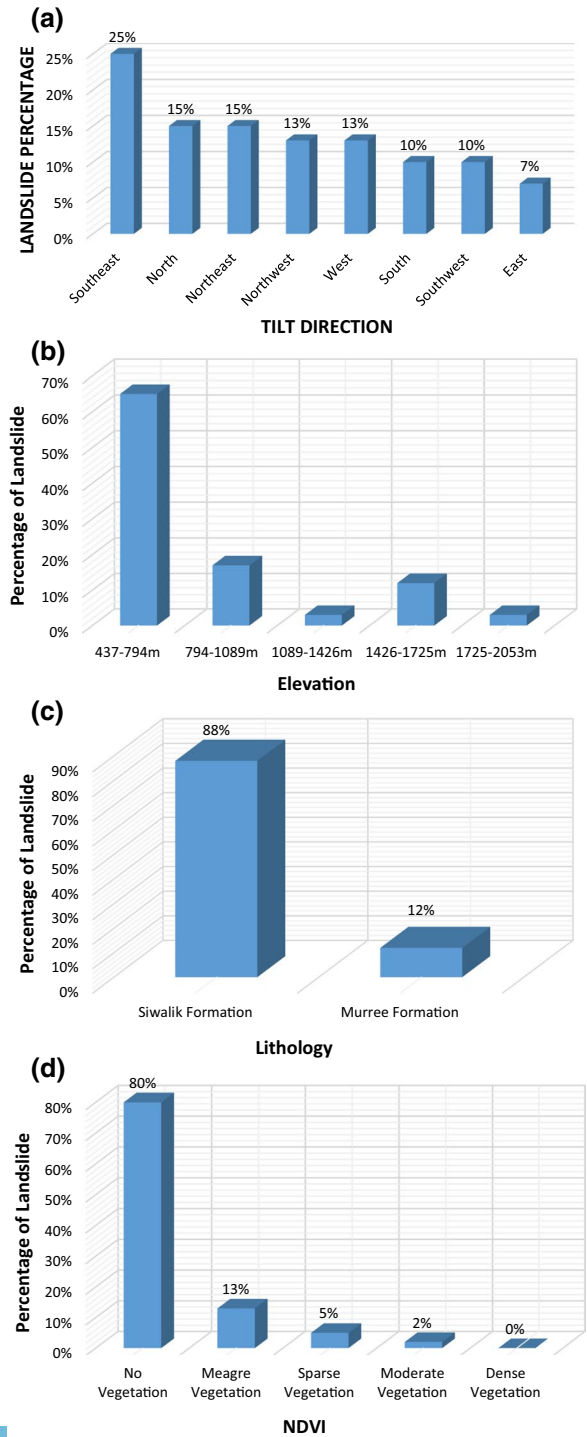 (a)
LANDSLIDE PERCENTAGE
25%
20%
15%
10%
5%
0%
25%
15%
15%
13%
13%
10%
10%
7%
Southeast
North
Northeast
Northwest
West
South
Southwest
East
TILT DIRECTION
(b)
Percentage of Landslide
70%
60%
50%
40%
30%
20%
10%
0%
437-794m
794-1089m
1089-1426m
1426-1725m
1725-2053m
Elevation
(c)
Percentage of Landslide
90%
80%
70%
60%
50%
40%
30%
20%
10%
0%
88%
12%
Siwalik Formation
Murree Formation
Lithology
(d)
Percentage of Landslide
80%
70%
60%
50%
40%
30%
20%
10%
0%
80%
13%
5%
2%
0%
No
Vegetation
Meagre
Vegetation
Sparse
Vegetation
Moderate
Vegetation
Dense
Vegetation
NDVI